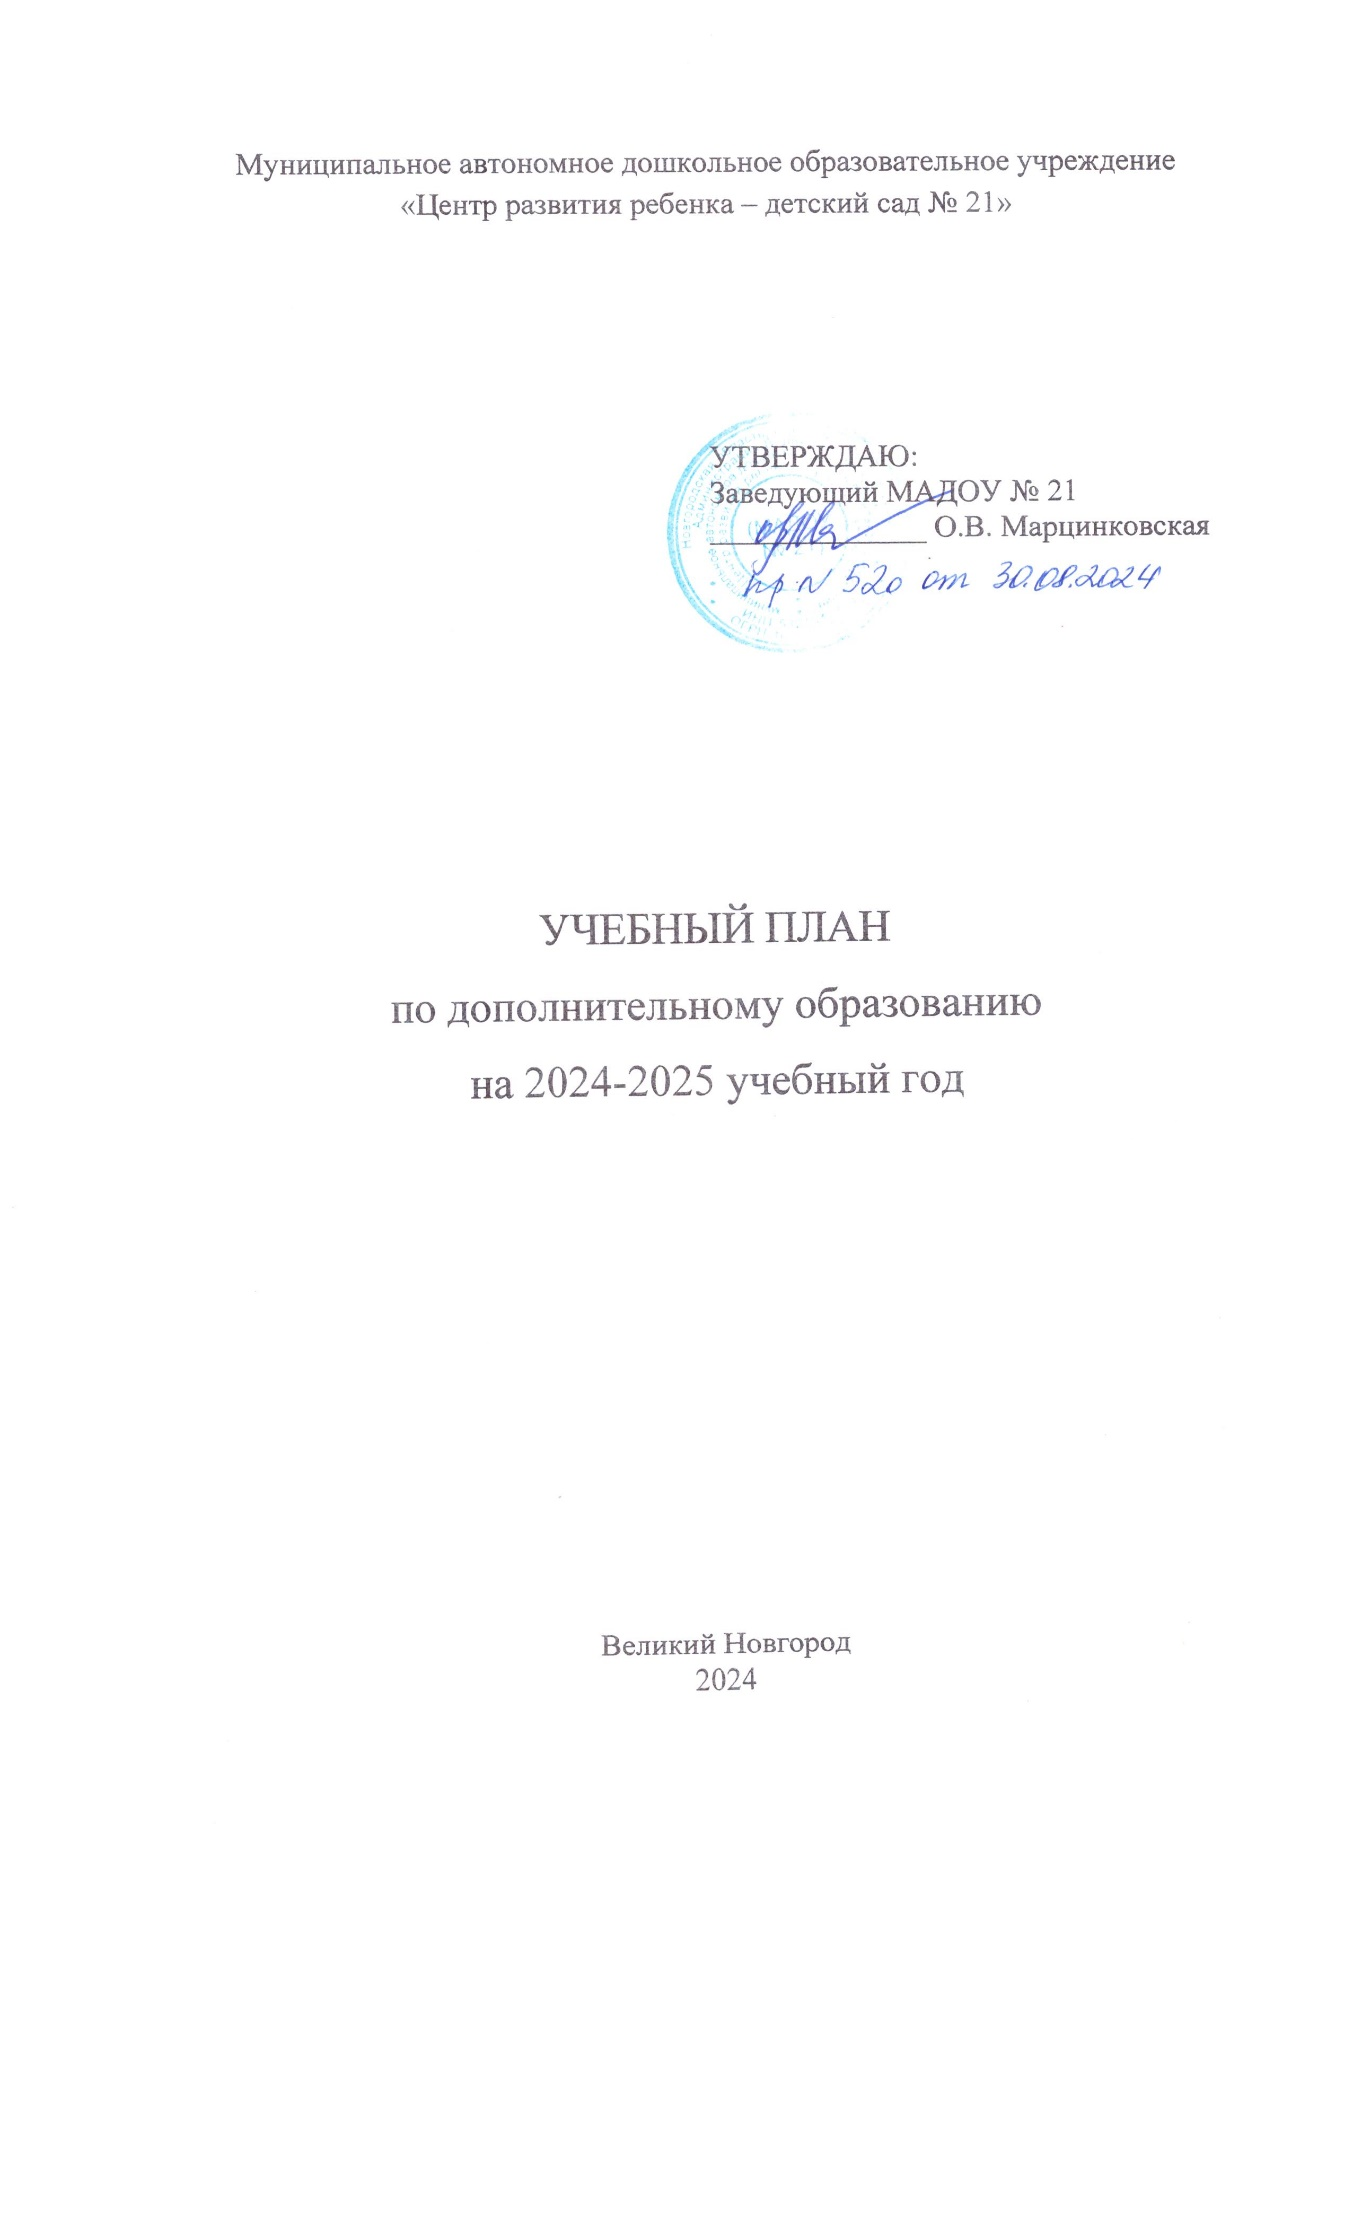 Муниципальное автономное дошкольное образовательное учреждение
«Центр развития ребенка – детский сад № 21»
УТВЕРЖДАЮ:
Заведующий МАДОУ № 21
О.В. Марцинковская
пр N 520 от 30.08.2024
УЧЕБНЫЙ ПЛАН
по дополнительному образованию
на 2024-2025 учебный год
Великий Новгород
2024